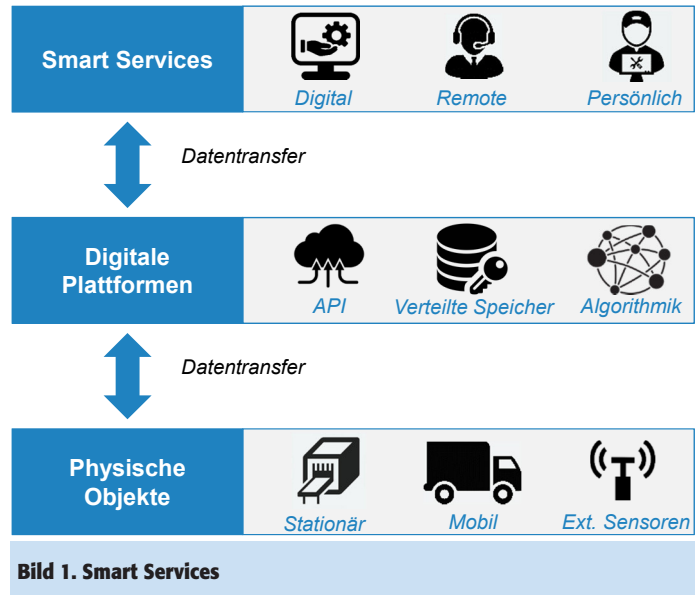 Smart Services
Digital
Remote
Persönlich
Datentransfer
Digitale
Plattformen
API
Verteilte Speicher
Algorithmik
Datentransfer
Physische
Objekte
Stationär
Mobil
Ext. Sensoren
Bild 1. Smart Services